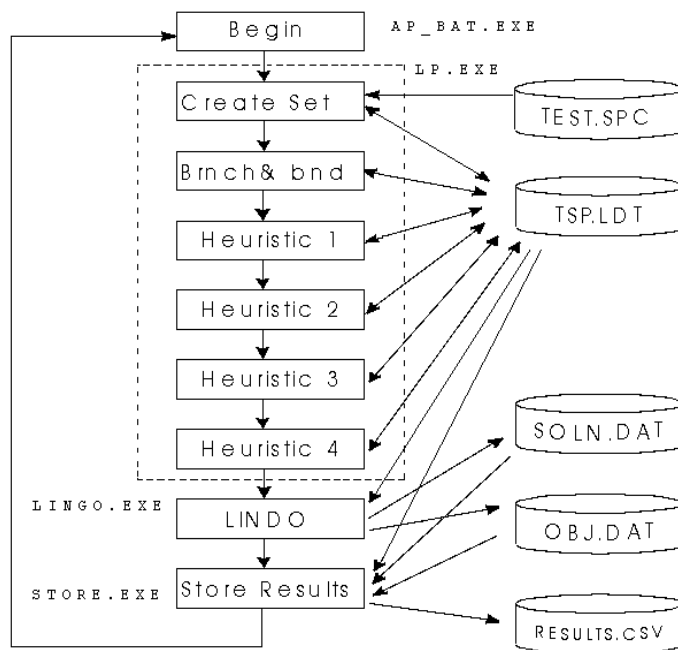 Begin
AP_BAT.EXE
LP.EXE
Create Set
TEST.SPC
Brnch& bnd
TSP.LDT
Heuristic 1
Heuristic 2
Heuristic 3
Heuristic 4
SOLN.DAT
LINGO.EXE
LINDO
OBJ.DAT
STORE.EXE
Store Results
RESULTS.CSV